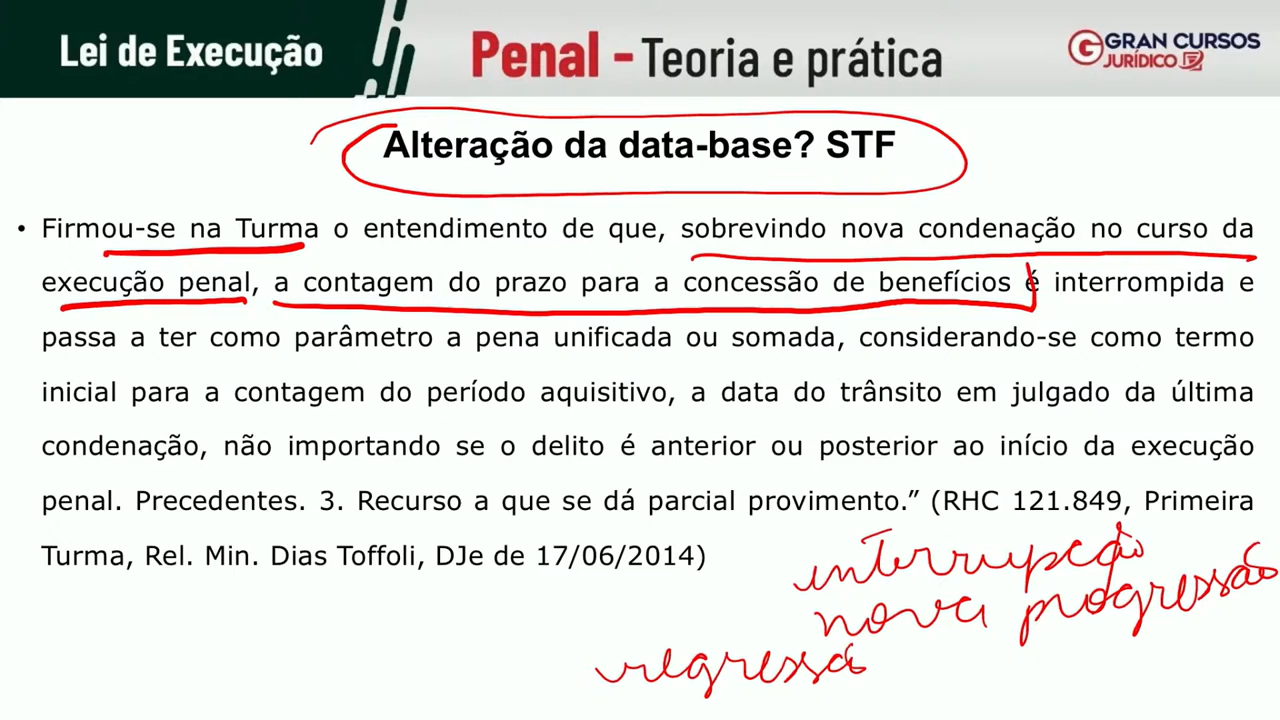 Lei de Execução Penal - Teoria e prática
GRAN CURSOS
JURÍDICO
Alteração da data-base? STF
• Firmou-se na Turma o entendimento de que, sobrevindo nova condenação no curso da
execução penal, a contagem do prazo para a concessão de benefícios é interrompida e
passa a ter como parâmetro a pena unificada ou somada, considerando-se como termo
inicial para a contagem do período aquisitivo, a data do trânsito em julgado da última
condenação, não importando se o delito é anterior ou posterior ao início da execução
penal. Precedentes. 3. Recurso a que se dá parcial provimento.” (RHC 121.849, Primeira
Turma, Rel. Min. Dias Toffoli, DJe de 17/06/2014)
interrupção
nova progressão
regressã